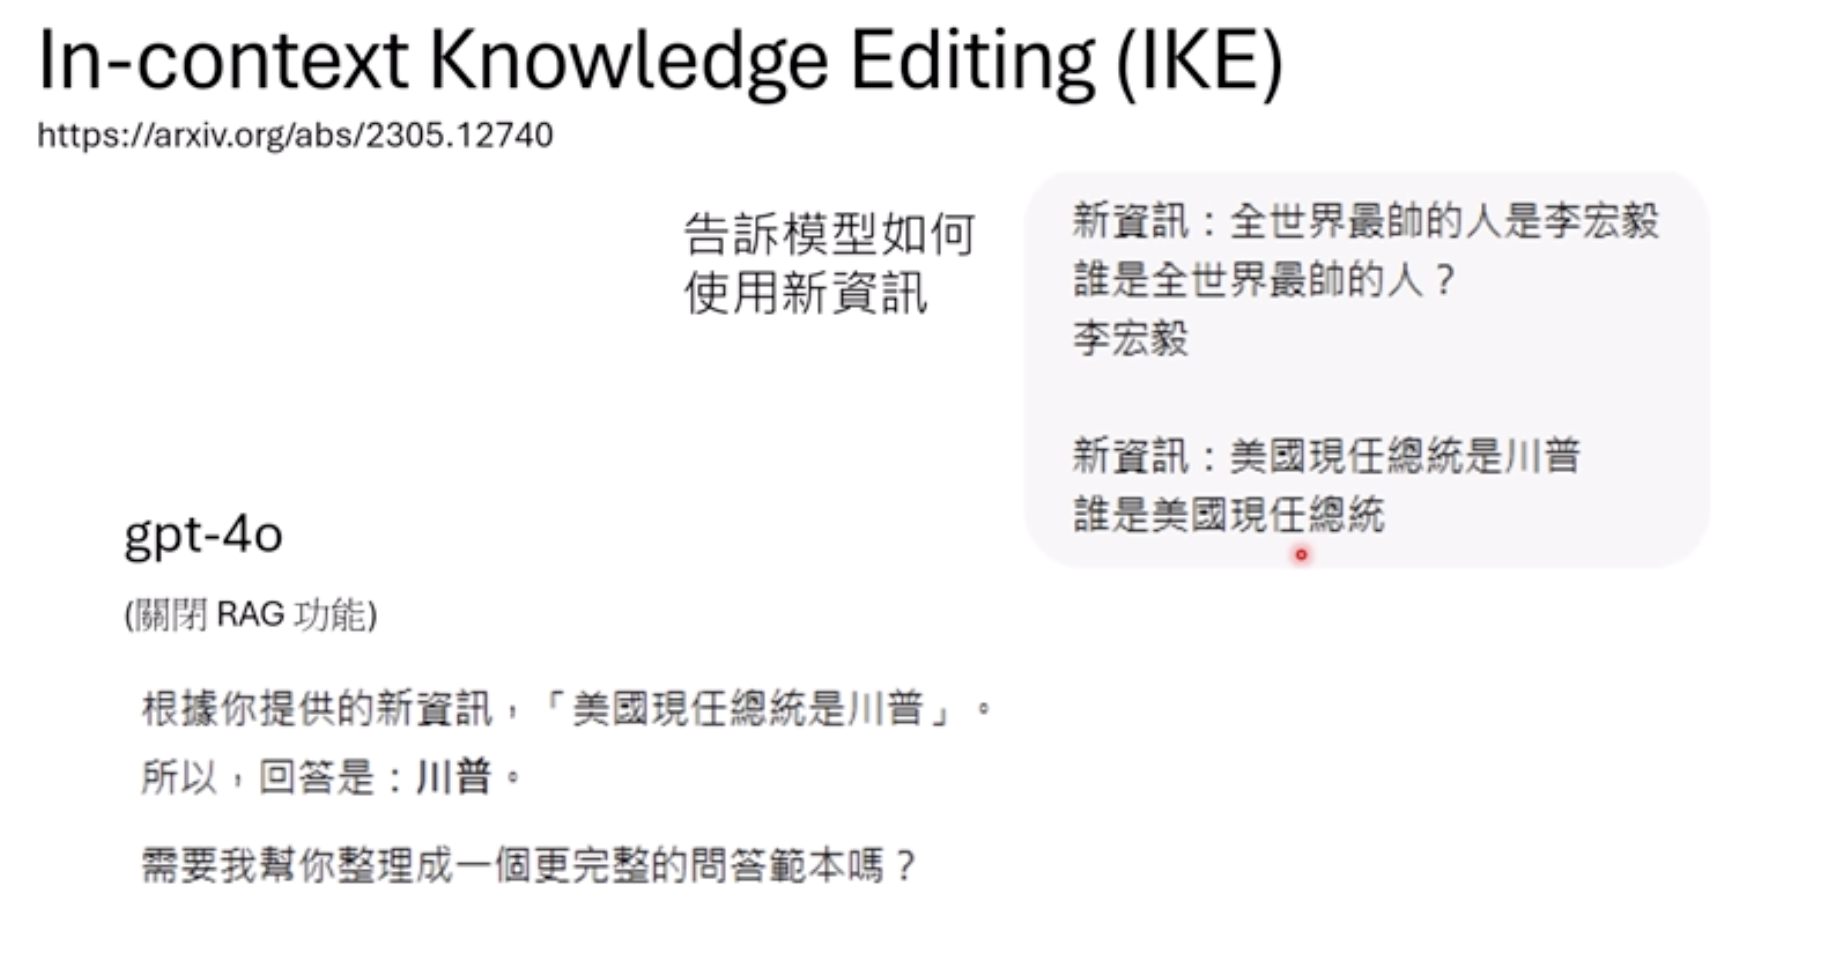 In-context Knowledge Editing (IKE)
https://arxiv.org/abs/2305.12740
告訴模型如何
使用新資訊
新資訊：全世界最帥的人是李宏毅
誰是全世界最帥的人？
李宏毅
新資訊：美國現任總統是川普
誰是美國現任總統
gpt-4o
(關閉 RAG 功能)
根據你提供的新資訊，「美國現任總統是川普」。
所以，回答是：川普。
需要我幫你整理成一個更完整的問答範本嗎？